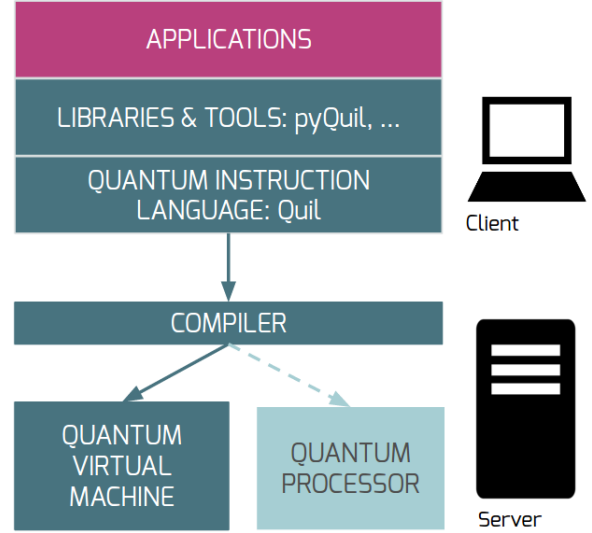 APPLICATIONS
LIBRARIES & TOOLS: pyQuil, ...
QUANTUM INSTRUCTION
LANGUAGE: Quil
Client
COMPILER
QUANTUM
VIRTUAL
MACHINE
QUANTUM
PROCESSOR
Server